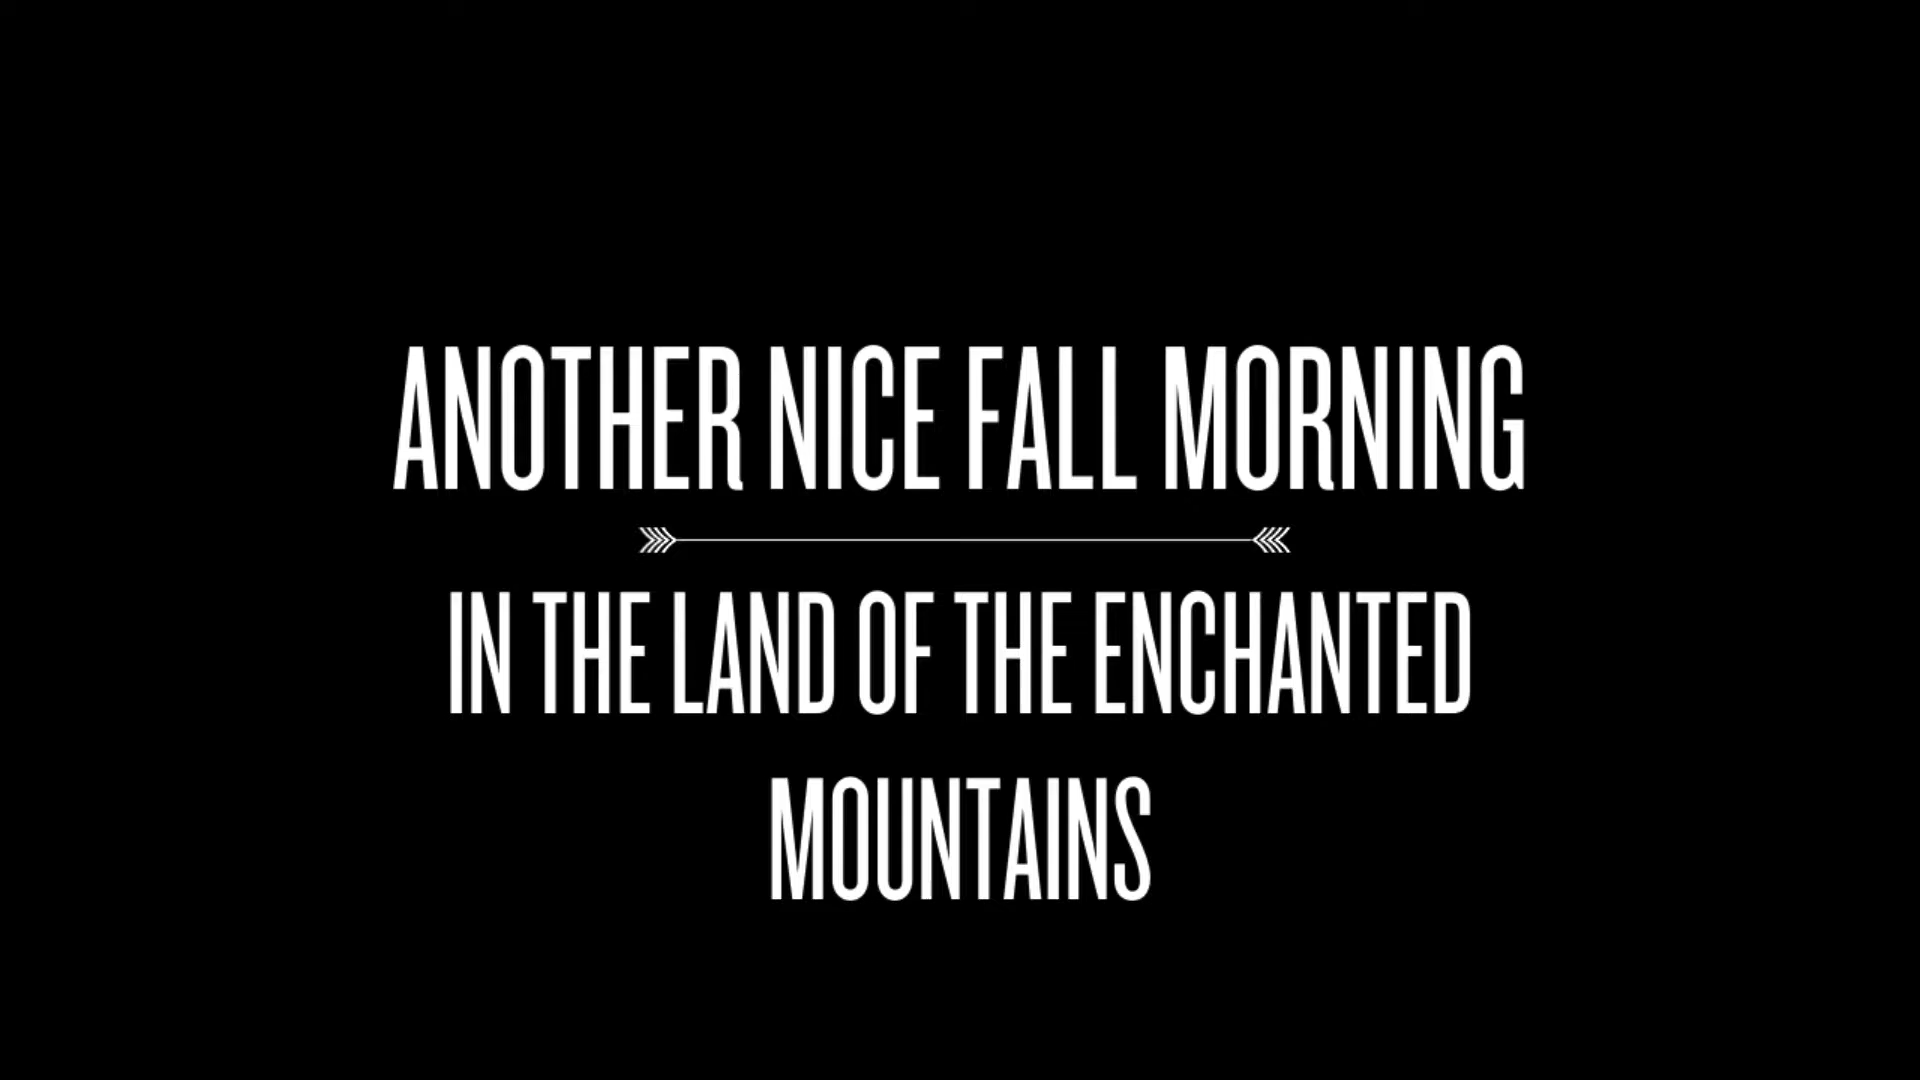 ANOTHER NICE FALL MORNING
IN THE LAND OF THE ENCHANTED
MOUNTAINS